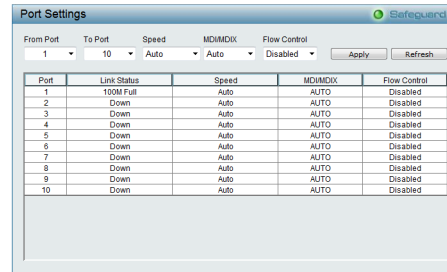 Port Settings
Safeguard
From Port To Port Speed MDI/MDIX Flow Control
1 10 Auto Auto Disabled Apply Refresh
Port Link Status Speed MDI/MDIX Flow Control
1 100M Full Auto AUTO Disabled
2 Down Auto AUTO Disabled
3 Down Auto AUTO Disabled
4 Down Auto AUTO Disabled
5 Down Auto AUTO Disabled
6 Down Auto AUTO Disabled
7 Down Auto AUTO Disabled
8 Down Auto AUTO Disabled
9 Down Auto AUTO Disabled
10 Down Auto AUTO Disabled